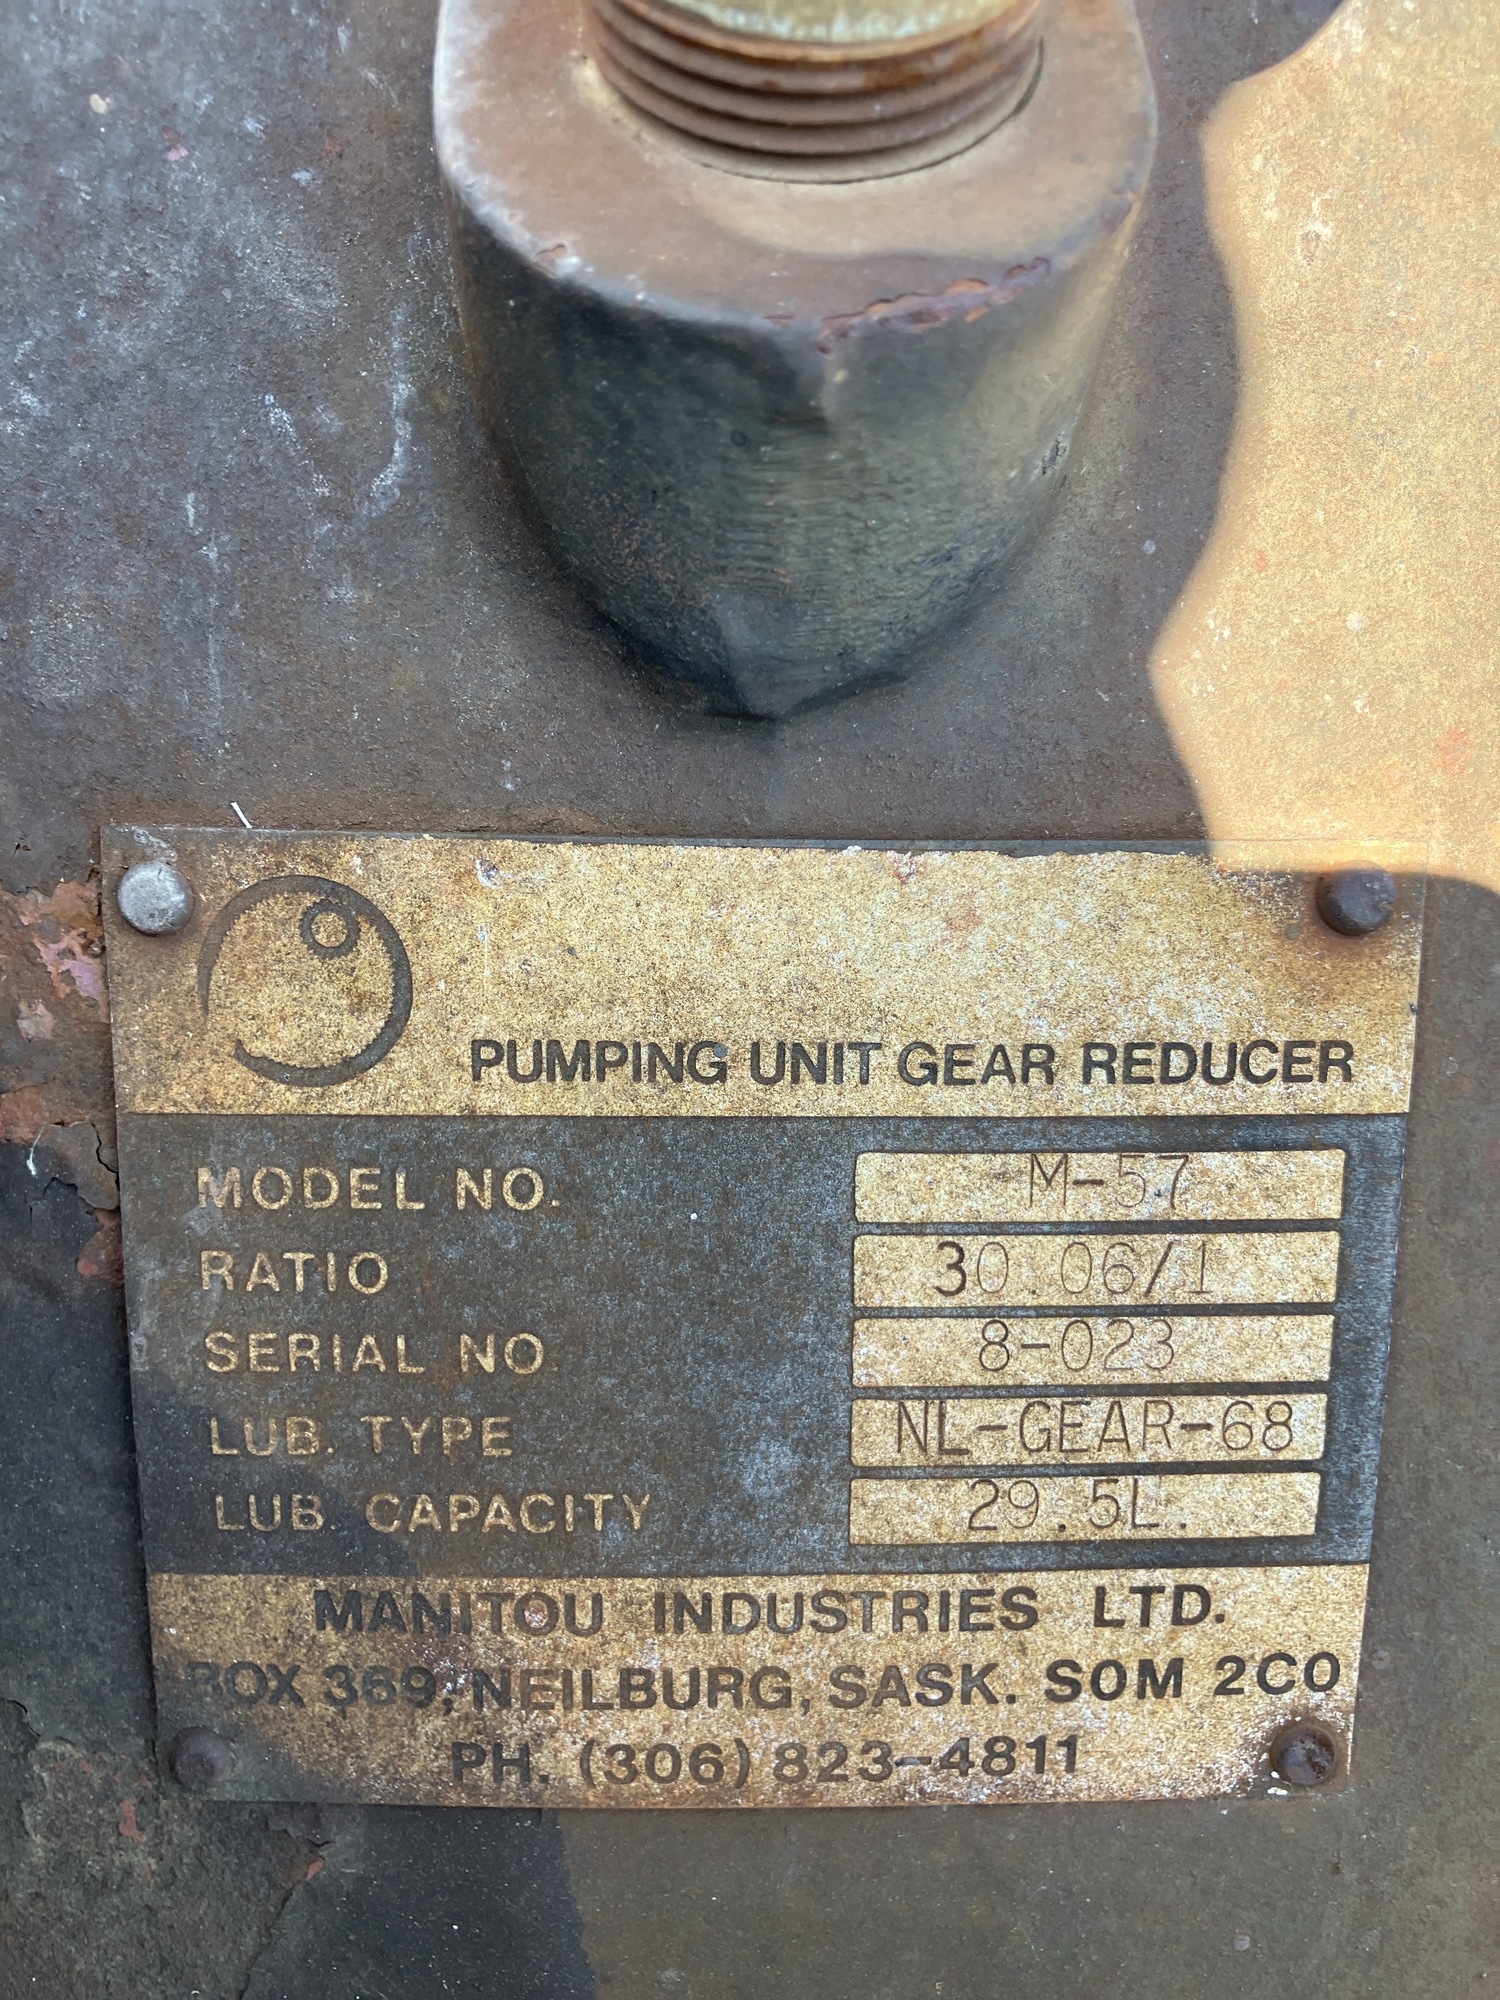 PUMPING UNIT GEAR REDUCER
MODEL NO. M-57
RATIO 30.06/1
SERIAL NO 8-023
LUB. TYPE NL-GEAR-68
LUB. CAPACITY 29.5L.
MANITOU INDUSTRIES LTD.
BOX 369, NEILBURG, SASK. S0M 2C0
PH. (306) 823-4811